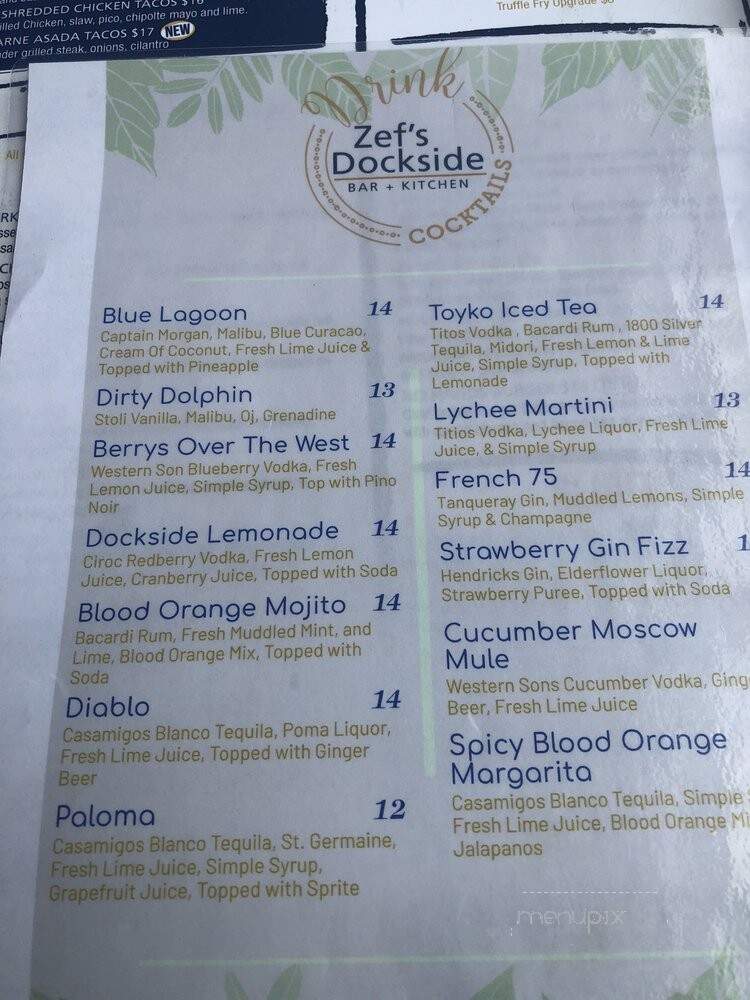 SHREDDED CHICKEN TACOS $16
illed Chicken, slaw, pico, chipolte mayo and lime.
ARNE ASADA TACOS $17 NEW
der grilled steak, onions, cilantro
Truffle Fry Upgrade
All
RK
Drink
Zef's
Dockside
BAR + KITCHEN
COCKTAILS
Blue Lagoon 14
Captain Morgan, Malibu, Blue Curacao,
Cream Of Coconut, Fresh Lime Juice &
Topped with Pineapple
Dirty Dolphin 13
Stoli Vanilla, Malibu, Oj, Grenadine
Berrys Over The West 14
Western Son Blueberry Vodka, Fresh
Lemon Juice, Simple Syrup, Top with Pino
Noir
Dockside Lemonade 14
Ciroc Redberry Vodka, Fresh Lemon
Juice, Cranberry Juice, Topped with Soda
Blood Orange Mojito 14
Bacardi Rum, Fresh Muddled Mint, and
Lime, Blood Orange Mix, Topped with
Soda
Diablo 14
Casamigos Blanco Tequila, Poma Liquor,
Fresh Lime Juice, Topped with Ginger
Beer
Paloma 12
Casamigos Blanco Tequila, St. Germaine,
Fresh Lime Juice, Simple Syrup,
Grapefruit Juice, Topped with Sprite
Toyko Iced Tea 14
Titos Vodka , Bacardi Rum , 1800 Silver
Tequila, Midori, Fresh Lemon & Lime
Juice, Simple Syrup, Topped with
Lemonade
Lychee Martini 13
Titios Vodka, Lychee Liquor, Fresh Lime
Juice, & Simple Syrup
French 75 14
Tanqueray Gin, Muddled Lemons, Simple
Syrup & Champagne
Strawberry Gin Fizz 1
Hendricks Gin, Elderflower Liquor,
Strawberry Puree, Topped with Soda
Cucumber Moscow
Mule
Western Sons Cucumber Vodka, Ging
Beer, Fresh Lime Juice
Spicy Blood Orange
Margarita
Casamigos Blanco Tequila, Simple
Fresh Lime Juice, Blood Orange Mi
Jalapanos
menupix